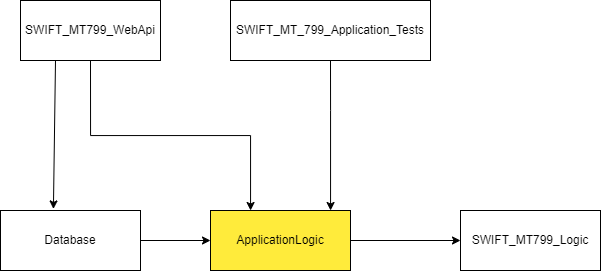 SWIFT_MT799_WebApi
SWIFT_MT_799_Application_Tests
Database
ApplicationLogic
SWIFT_MT799_Logic